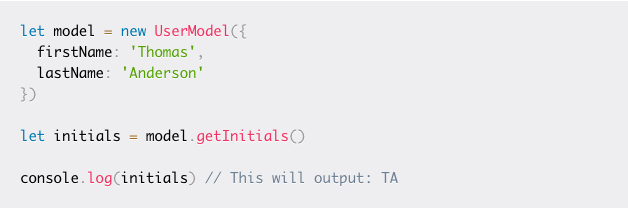 let model = new UserModel({
  firstName: 'Thomas',
  lastName: 'Anderson'
})
let initials = model.getInitials()
console.log(initials) // This will output: TA